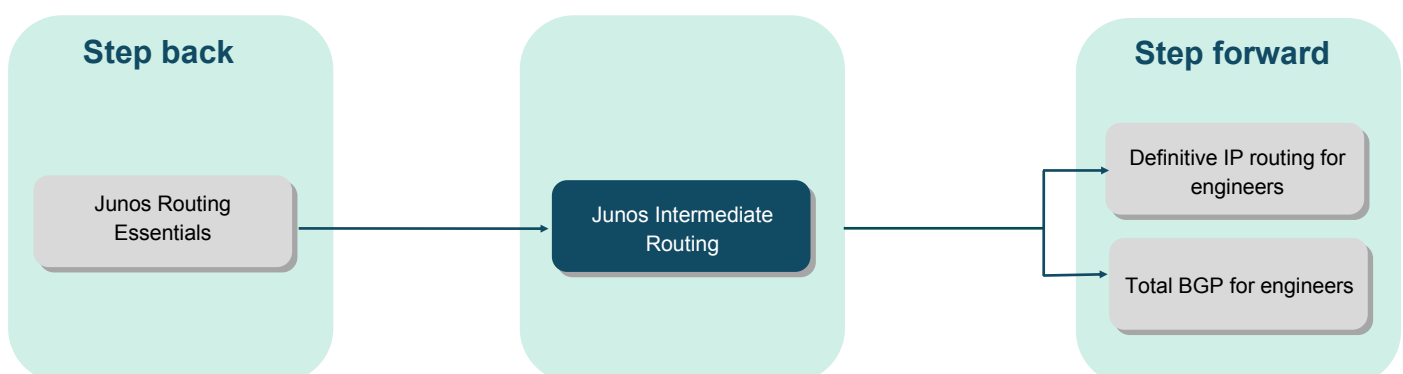 Step back
Junos Routing
Essentials
Junos Intermediate
Routing
Step forward
Definitive IP routing for
engineers
Total BGP for engineers